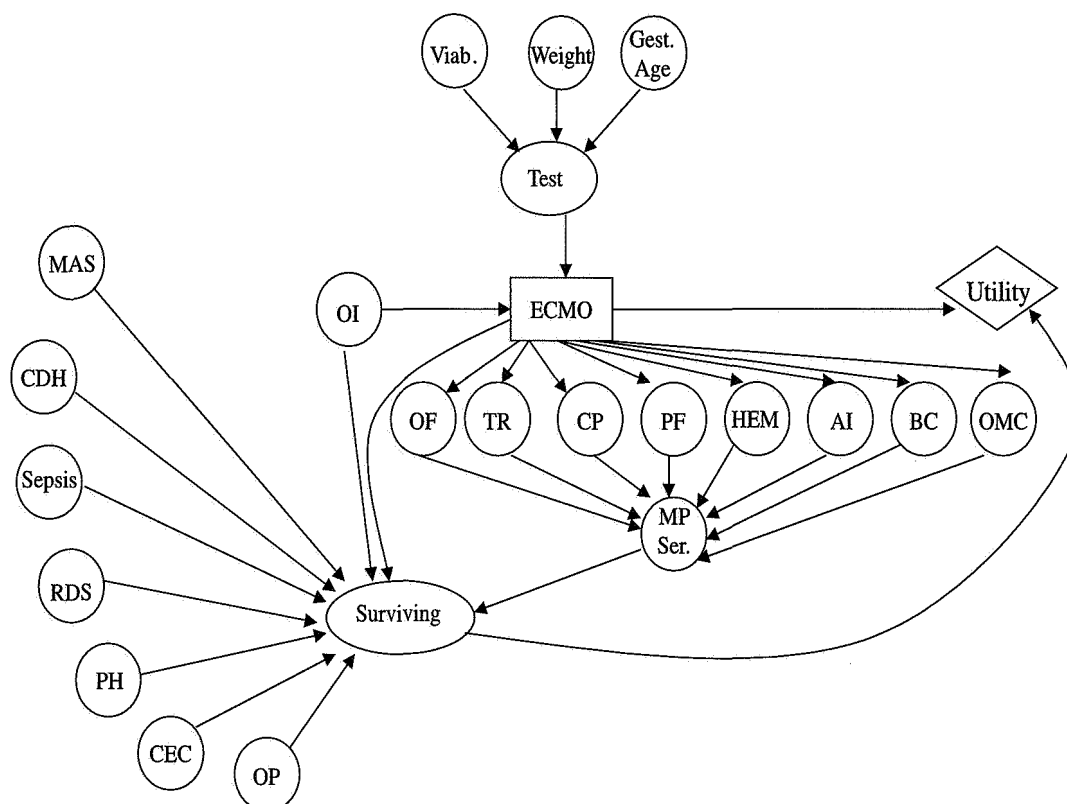 Viab.
Weight
Gest.
Age
Test
MAS
OI
ECMO
Utility
CDH
OF
TR
CP
PF
HEM
AI
BC
OMC
Sepsis
MP
Ser.
RDS
Surviving
PH
CEC
OP